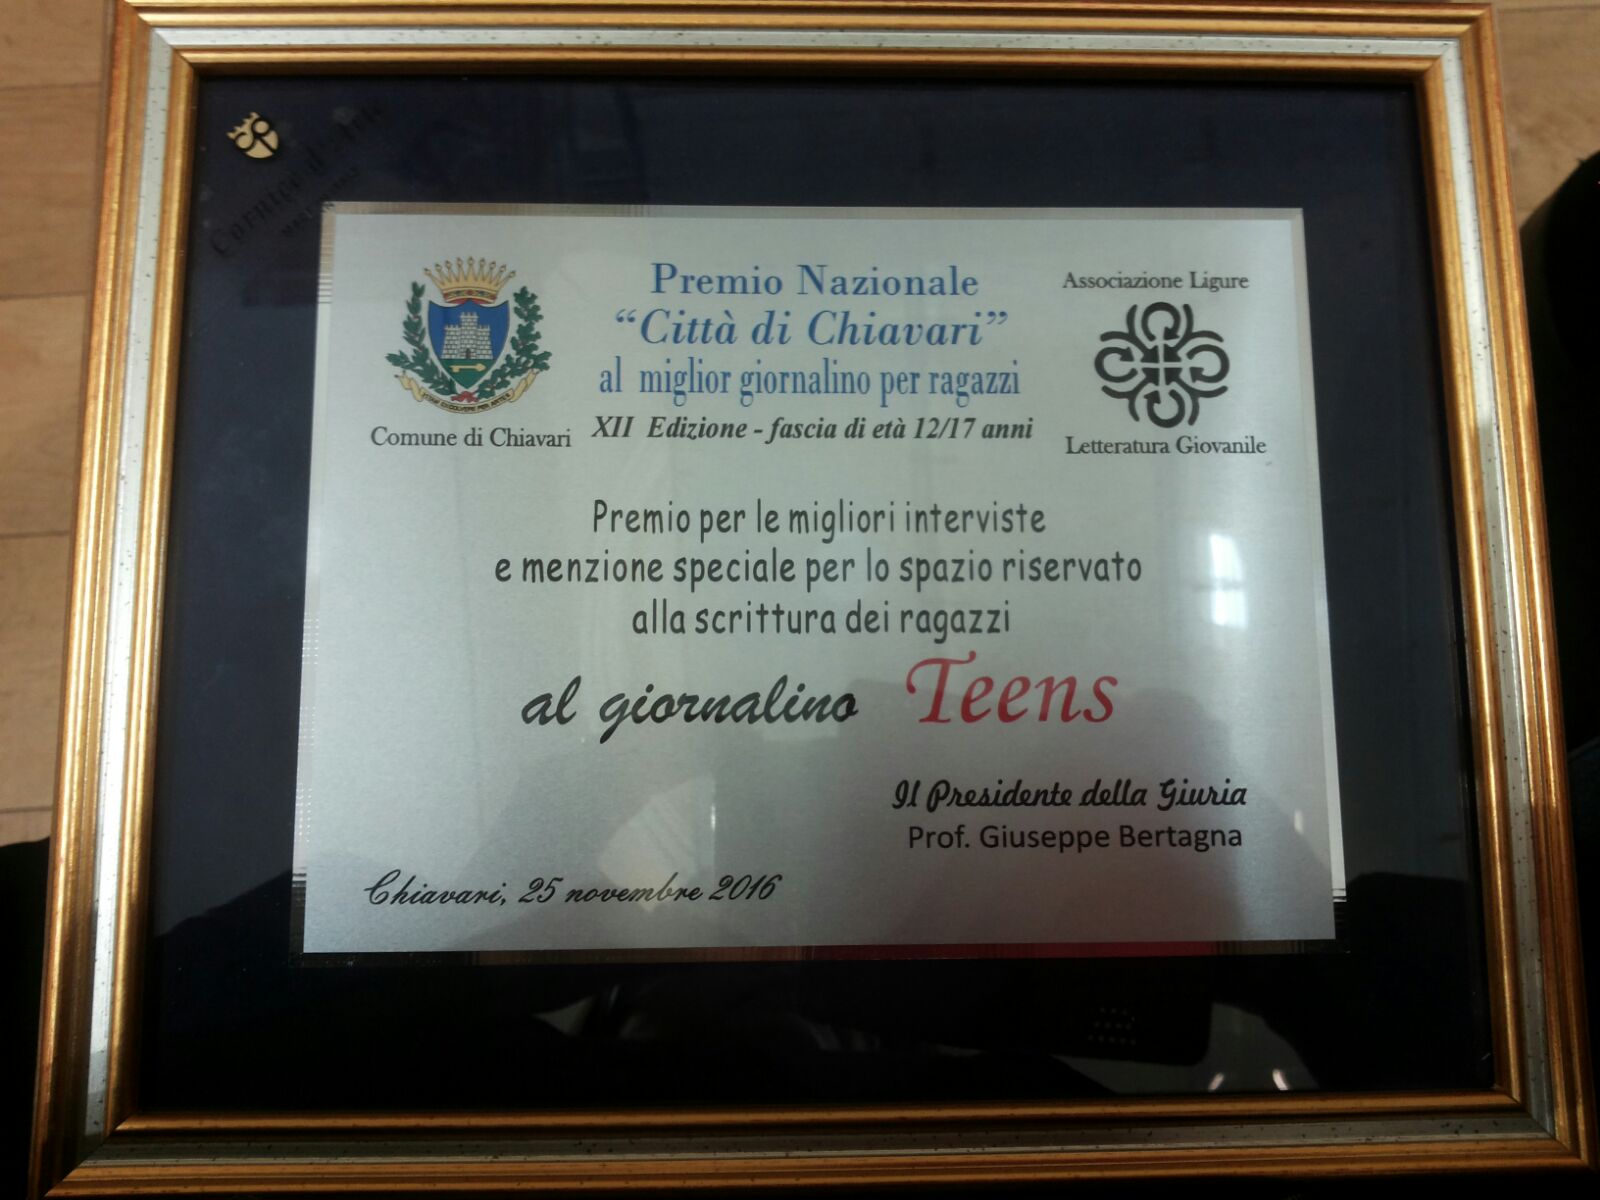 Cornice d'Arte
Premio Nazionale
“Città di Chiavari”
al miglior giornalino per ragazzi
XII Edizione - fascia di età 12/17 anni
Comune di Chiavari
Associazione Ligure
Letteratura Giovanile
Premio per le migliori interviste
e menzione speciale per lo spazio riservato
alla scrittura dei ragazzi
al giornalino Teens
Il Presidente della Giuria
Prof. Giuseppe Bertagna
Chiavari, 25 novembre 2016